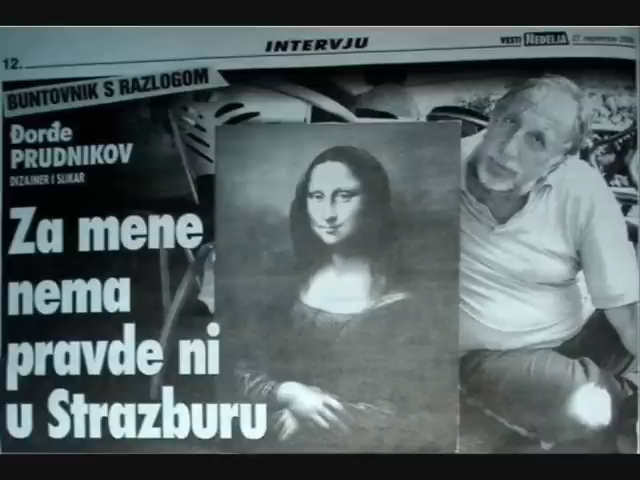 12.
INTERVJU
VESTI NEDELJA
BUNTOVNIK S RAZLOGOM
Đorđe
PRUDNIKOV
DIZAJNER I SLIKAR
Za mene
nema
pravde ni
u Strazburu